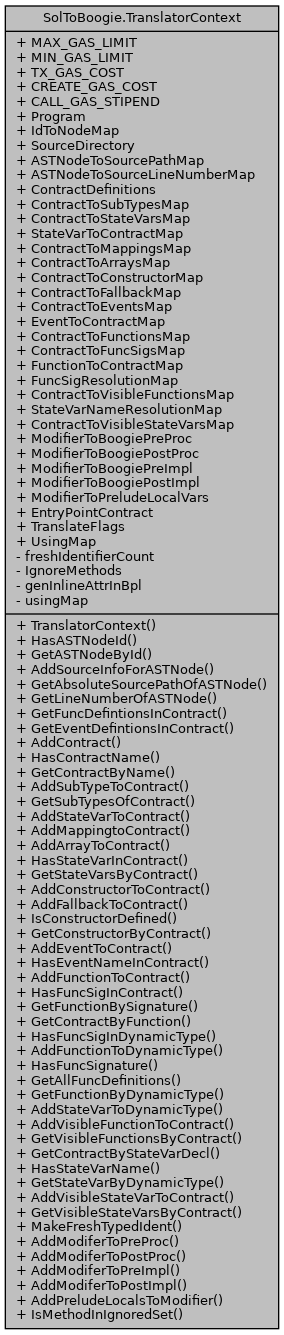 SolToBoogie.TranslatorContext
+ MAX_GAS_LIMIT
+ MIN_GAS_LIMIT
+ TX_GAS_COST
+ CREATE_GAS_COST
+ CALL_GAS_STIPEND
+ Program
+ IdToNodeMap
+ SourceDirectory
+ ASTNodeToSourcePathMap
+ ASTNodeToSourceLineNumberMap
+ ContractDefinitions
+ ContractToSubTypesMap
+ ContractToStateVarsMap
+ StateVarToContractMap
+ ContractToMappingsMap
+ ContractToArraysMap
+ ContractToConstructorMap
+ ContractToFallbackMap
+ ContractToEventsMap
+ EventToContractMap
+ ContractToFunctionsMap
+ ContractToFuncSigsMap
+ FunctionToContractMap
+ FuncSigResolutionMap
+ ContractToVisibleFunctionsMap
+ StateVarNameResolutionMap
+ ContractToVisibleStateVarsMap
+ ModifierToBoogiePreProc
+ ModifierToBoogiePostProc
+ ModifierToBoogiePreImpl
+ ModifierToBoogiePostImpl
+ ModifierToPreludeLocalVars
+ EntryPointContract
+ TranslateFlags
+ UsingMap
- freshIdentifierCount
- IgnoreMethods
- genInlineAttrInBpl
- usingMap
+ TranslatorContext()
+ HasASTNodeId()
+ GetASTNodeById()
+ AddSourceInfoForASTNode()
+ GetAbsoluteSourcePathOfASTNode()
+ GetLineNumberOfASTNode()
+ GetFuncDefintionsInContract()
+ GetEventDefintionsInContract()
+ AddContract()
+ HasContractName()
+ GetContractByName()
+ AddSubTypeToContract()
+ GetSubTypesOfContract()
+ AddStateVarToContract()
+ AddMappingtoContract()
+ AddArrayToContract()
+ HasStateVarInContract()
+ GetStateVarsByContract()
+ AddConstructorToContract()
+ AddFallbackToContract()
+ IsConstructorDefined()
+ GetConstructorByContract()
+ AddEventToContract()
+ HasEventNameInContract()
+ AddFunctionToContract()
+ HasFuncSigInContract()
+ GetFunctionBySignature()
+ GetContractByFunction()
+ HasFuncSigInDynamicType()
+ AddFunctionToDynamicType()
+ HasFuncSignature()
+ GetAllFuncDefinitions()
+ GetFunctionByDynamicType()
+ AddStateVarToDynamicType()
+ AddVisibleFunctionToContract()
+ GetVisibleFunctionsByContract()
+ GetContractByStateVarDecl()
+ HasStateVarName()
+ GetStateVarByDynamicType()
+ AddVisibleStateVarToContract()
+ GetVisibleStateVarsByContract()
+ MakeFreshTypedIdent()
+ AddModiferToPreProc()
+ AddModiferToPostProc()
+ AddModiferToPreImpl()
+ AddModiferToPostImpl()
+ AddPreludeLocalsToModifier()
+ IsMethodInIgnoredSet()